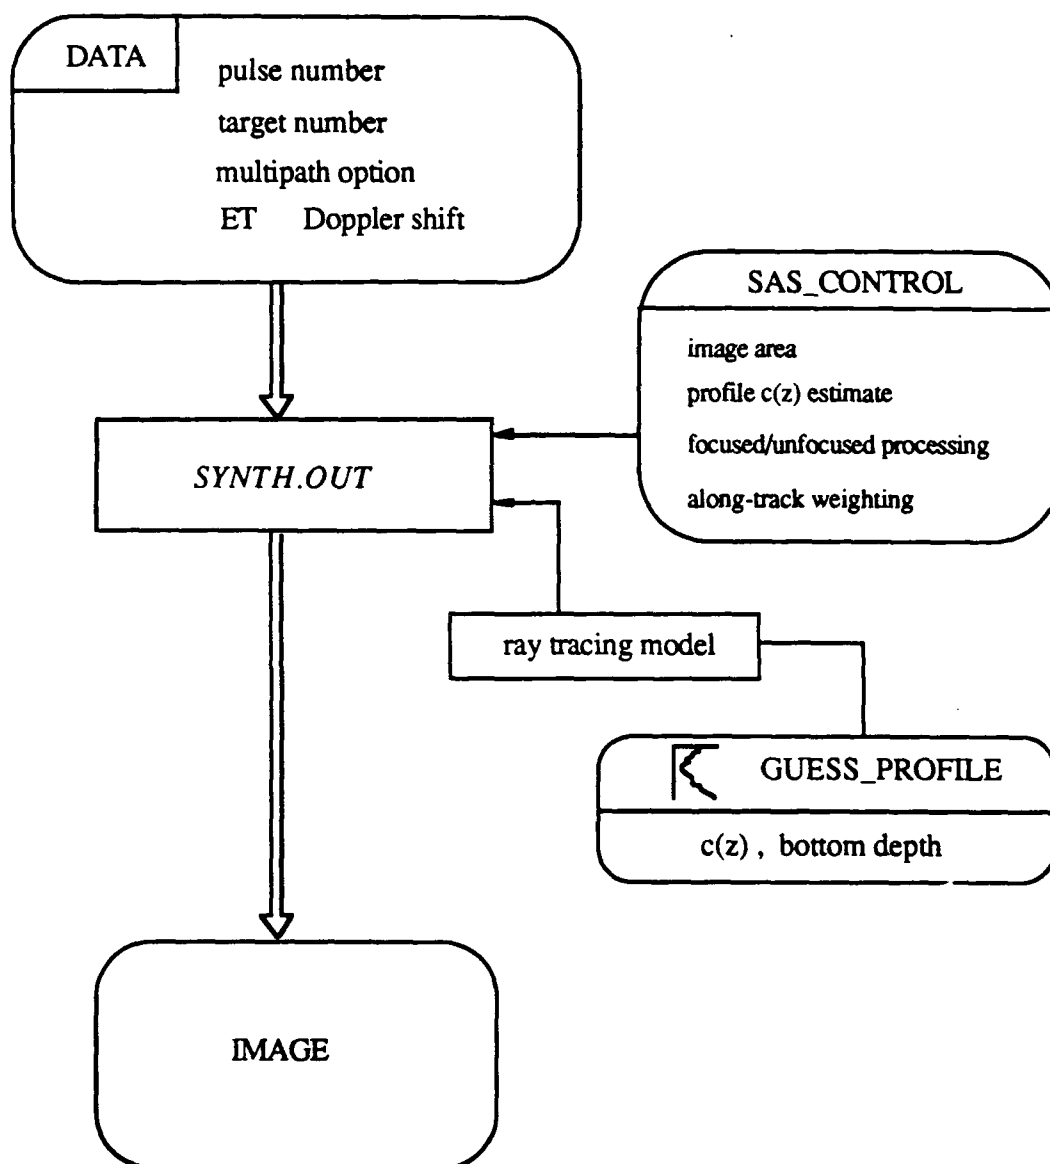 DATA
pulse number
target number
multipath option
ET Doppler shift
SAS_CONTROL
image area
profile c(z) estimate
focused/unfocused processing
along-track weighting
SYNTH.OUT
ray tracing model
GUESS_PROFILE
c(z) , bottom depth
IMAGE